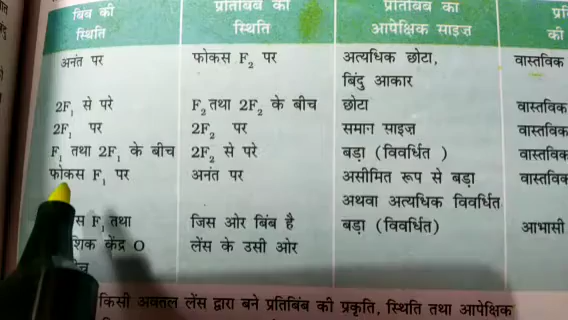 बिंब की प्रतिबिंब की प्रतिबिंब का
स्थिति स्थिति आपेक्षिक साइज़ की
अनंत पर फोकस F₂ पर अत्यधिक छोटा, वास्तविक
बिंदु आकार
2F₁ से परे F₂ तथा 2F₂ के बीच छोटा वास्तविक
2F₁ पर 2F₂ पर समान साइज़ वास्तविक
F₁ तथा 2F₁ के बीच 2F₂ से परे बड़ा (विवर्धित ) वास्तविक
फोकस F₁ पर अनंत पर असीमित रूप से बड़ा वास्तविक
अथवा अत्यधिक विवर्धित
F₁ तथा जिस ओर बिंब है बड़ा (विवर्धित) आभासी
केंद्र O लेंस के उसी ओर
किसी अवतल लेंस द्वारा बने प्रतिबिंब की प्रकृति, स्थिति तथा आपेक्षिक